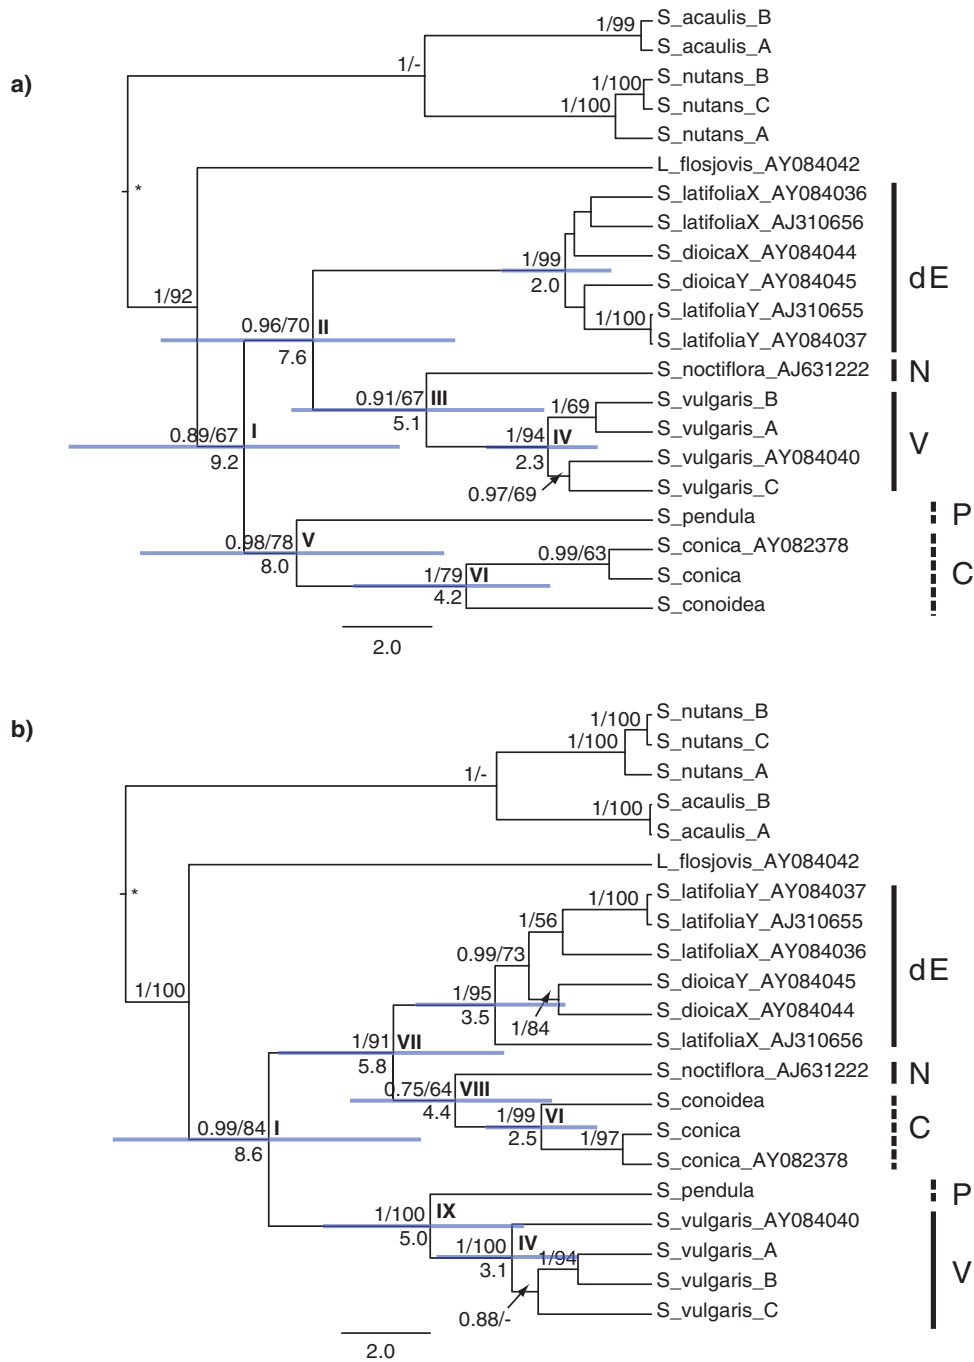 a)
1/99
S_acaulis_B
S_acaulis_A
1/-
1/100
S_nutans_B
1/100
S_nutans_C
S_nutans_A
L_flosjovis_AY084042
*
S_latifoliaX_AY084036
S_latifoliaX_AJ310656
1/99
S_dioicaX_AY084044
2.0
S_dioicaY_AY084045
dE
1/92
1/100
S_latifoliaY_AJ310655
S_latifoliaY_AY084037
0.96/70 II
7.6
S_noctiflora_AJ631222
N
0.91/67 III
5.1
1/69
S_vulgaris_B
S_vulgaris_A
0.89/67 I
9.2
1/94 IV
2.3
V
S_vulgaris_AY084040
0.97/69
S_vulgaris_C
S_pendula
P
0.98/78 V
8.0
0.99/63
S_conica_AY082378
1/79 VI
4.2
S_conica
C
S_conoidea
2.0
b)
1/100
S_nutans_B
1/100
S_nutans_C
S_nutans_A
1/-
1/100
S_acaulis_B
S_acaulis_A
L_flosjovis_AY084042
*
1/100
S_latifoliaY_AY084037
1/56
S_latifoliaY_AJ310655
0.99/73
S_latifoliaX_AY084036
dE
1/100
1/95
3.5
S_dioicaY_AY084045
S_dioicaX_AY084044
1/84
S_latifoliaX_AJ310656
1/91 VII
5.8
S_noctiflora_AJ631222
N
0.75/64 VIII
4.4
S_conoidea
1/99 VI
2.5
1/97
S_conica
C
0.99/84 I
8.6
S_conica_AY082378
S_pendula
P
1/100 IX
5.0
S_vulgaris_AY084040
1/100 IV
3.1
1/94
S_vulgaris_A
V
S_vulgaris_B
0.88/-
S_vulgaris_C
2.0